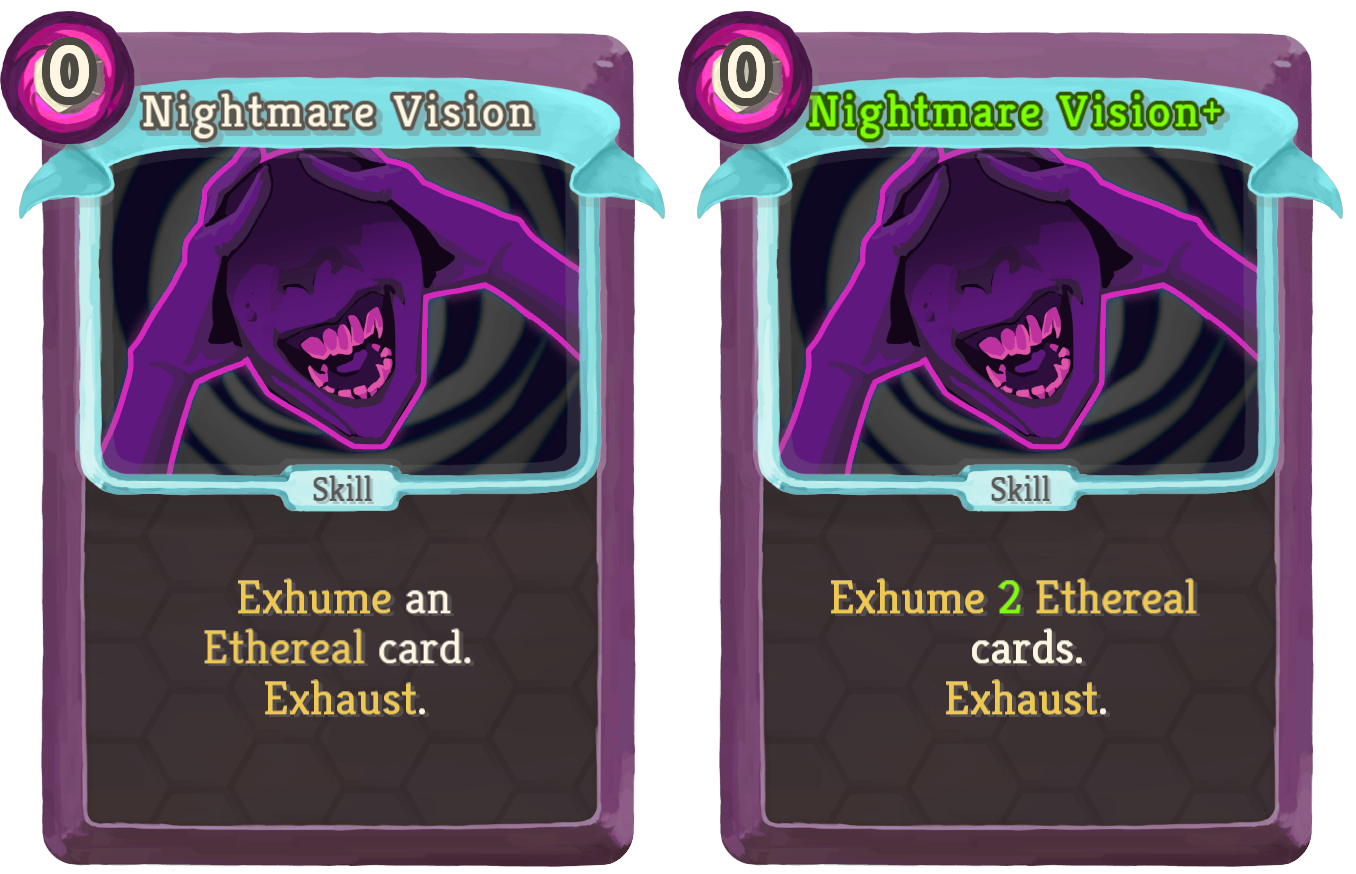 0
Nightmare Vision
Skill
Exhume an
Ethereal card.
Exhaust.
0
Nightmare Vision+
Skill
Exhume 2 Ethereal
cards.
Exhaust.